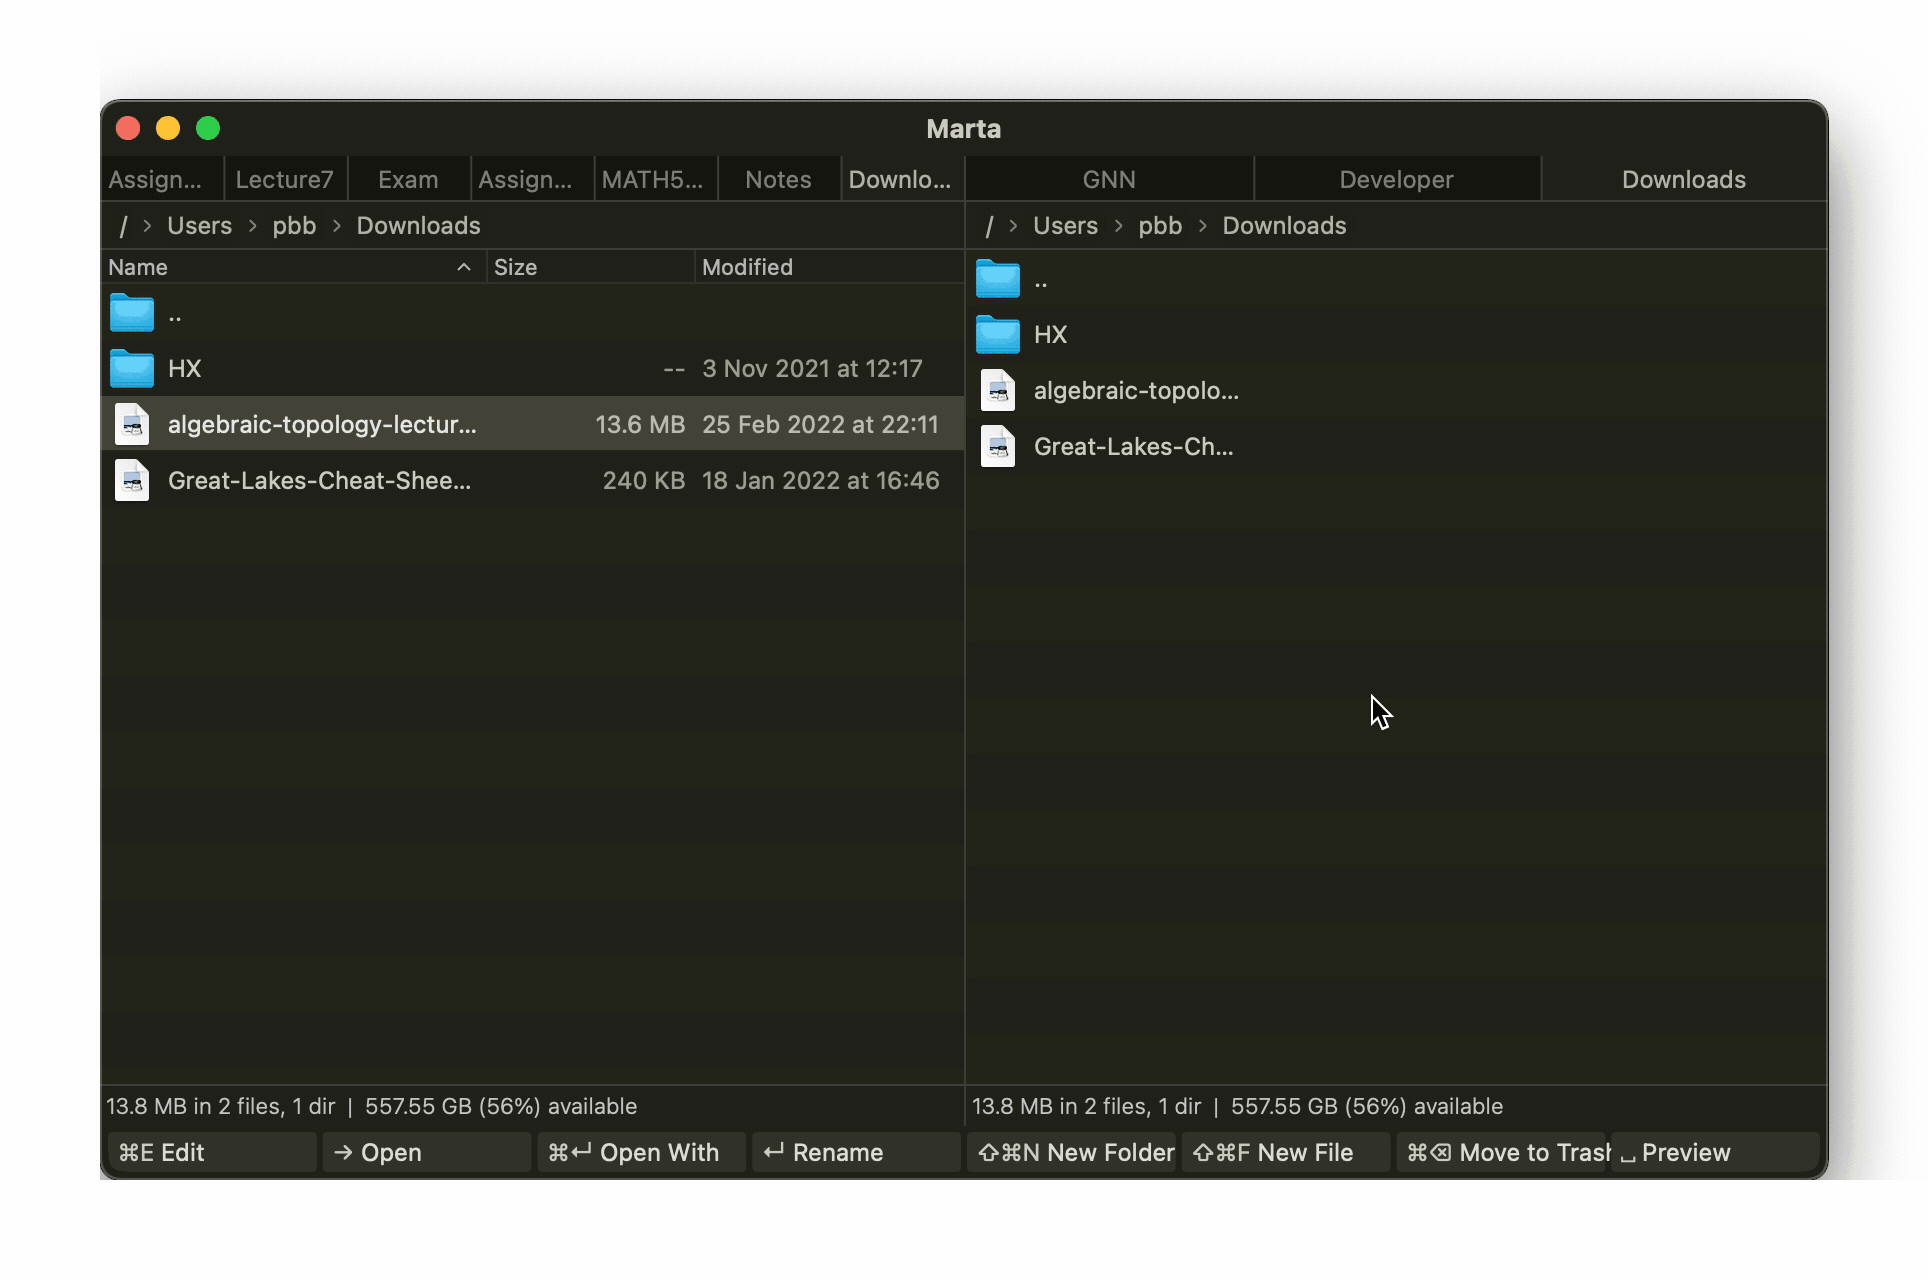 Marta
Assign... Lecture7 Exam Assign... MATH5... Notes Downlo... GNN Developer Downloads
/ > Users > pbb > Downloads
Name Size Modified
..
HX -- 3 Nov 2021 at 12:17
algebraic-topology-lectur... 13.6 MB 25 Feb 2022 at 22:11
Great-Lakes-Cheat-Shee... 240 KB 18 Jan 2022 at 16:46
13.8 MB in 2 files, 1 dir | 557.55 GB (56%) available
/ > Users > pbb > Downloads
..
HX
algebraic-topolo...
Great-Lakes-Ch...
13.8 MB in 2 files, 1 dir | 557.55 GB (56%) available
⌘E Edit → Open ⌘↵ Open With ↵ Rename ⇧⌘N New Folder ⇧⌘F New File ⌘⌫ Move to Trash ⎵ Preview